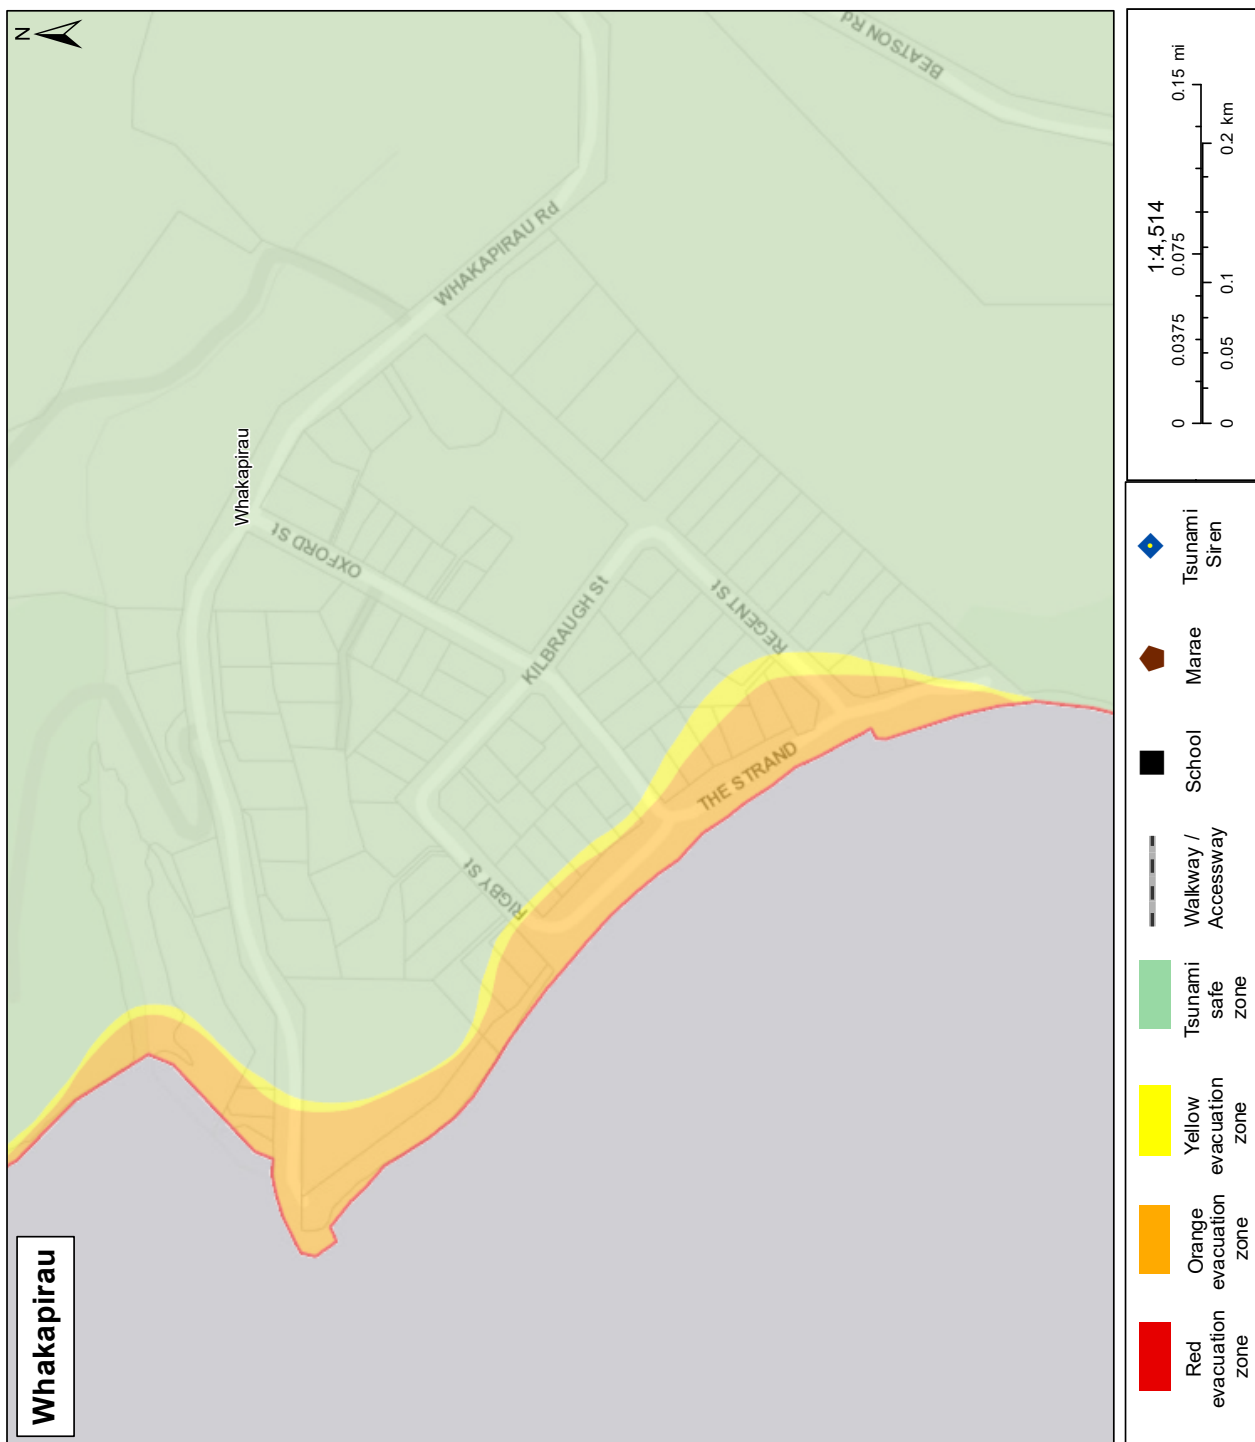 Whakapirau
N
Whakapirau
WHAKAPIRAU Rd
BEATSON Rd
OXFORD St
KILBRAUGH St
REGENT St
RIGBY St
THE STRAND
Red
evacuation
zone
Orange
evacuation
zone
Yellow
evacuation
zone
Tsunami
safe
zone
Walkway /
Accessway
School
Marae
Tsunami
Siren
1:4,514
0 0.0375 0.075 0.15 mi
0 0.05 0.1 0.2 km